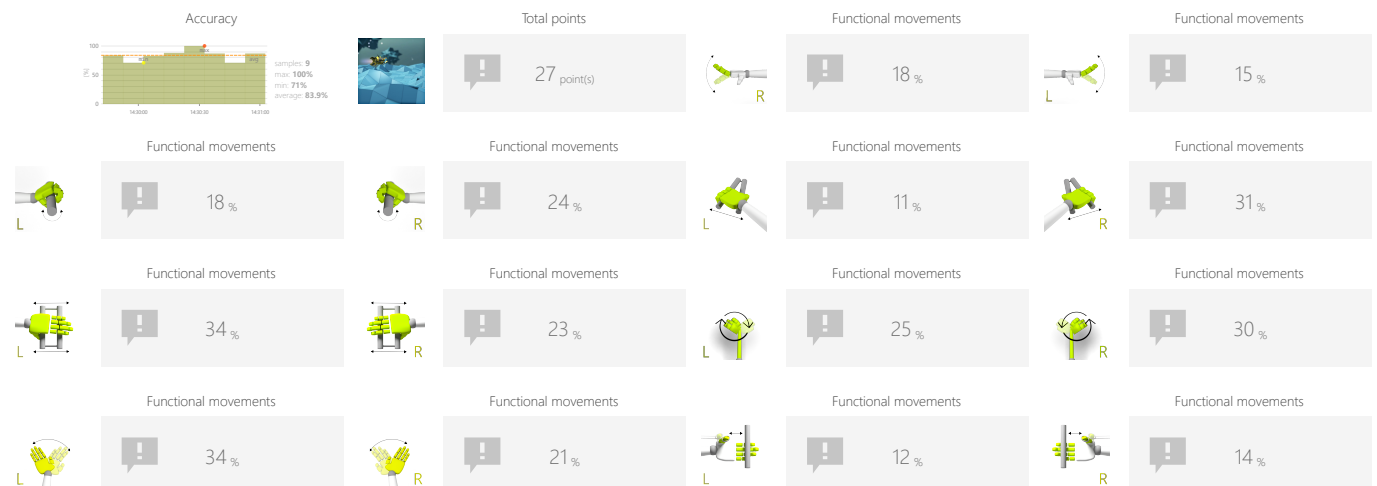 Accuracy
100
50
0
[%]
min
max
avg
14:30:00
14:30:30
14:31:00
samples: 9
max: 100%
min: 71%
average: 83.9%
Total points
27 point(s)
Functional movements
R
18 %
Functional movements
L
15 %
Functional movements
L
18 %
Functional movements
R
24 %
Functional movements
L
11 %
Functional movements
R
31 %
Functional movements
L
34 %
Functional movements
R
23 %
Functional movements
L
25 %
Functional movements
R
30 %
Functional movements
L
34 %
Functional movements
R
21 %
Functional movements
L
12 %
Functional movements
R
14 %